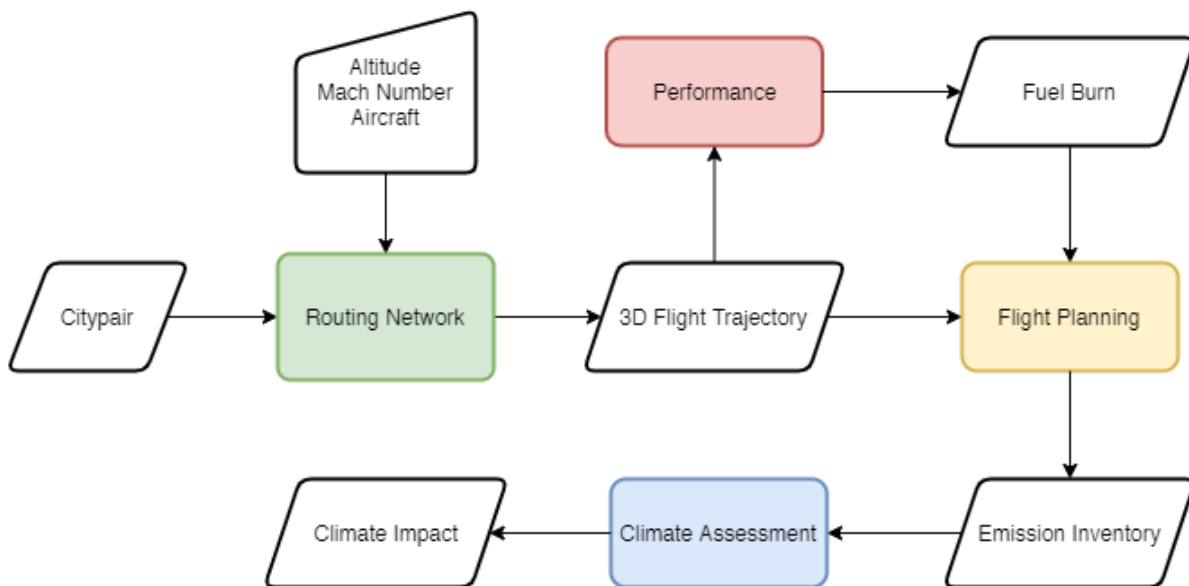 Altitude
Mach Number
Aircraft
Performance
Fuel Burn
Citypair
Routing Network
3D Flight Trajectory
Flight Planning
Climate Impact
Climate Assessment
Emission Inventory